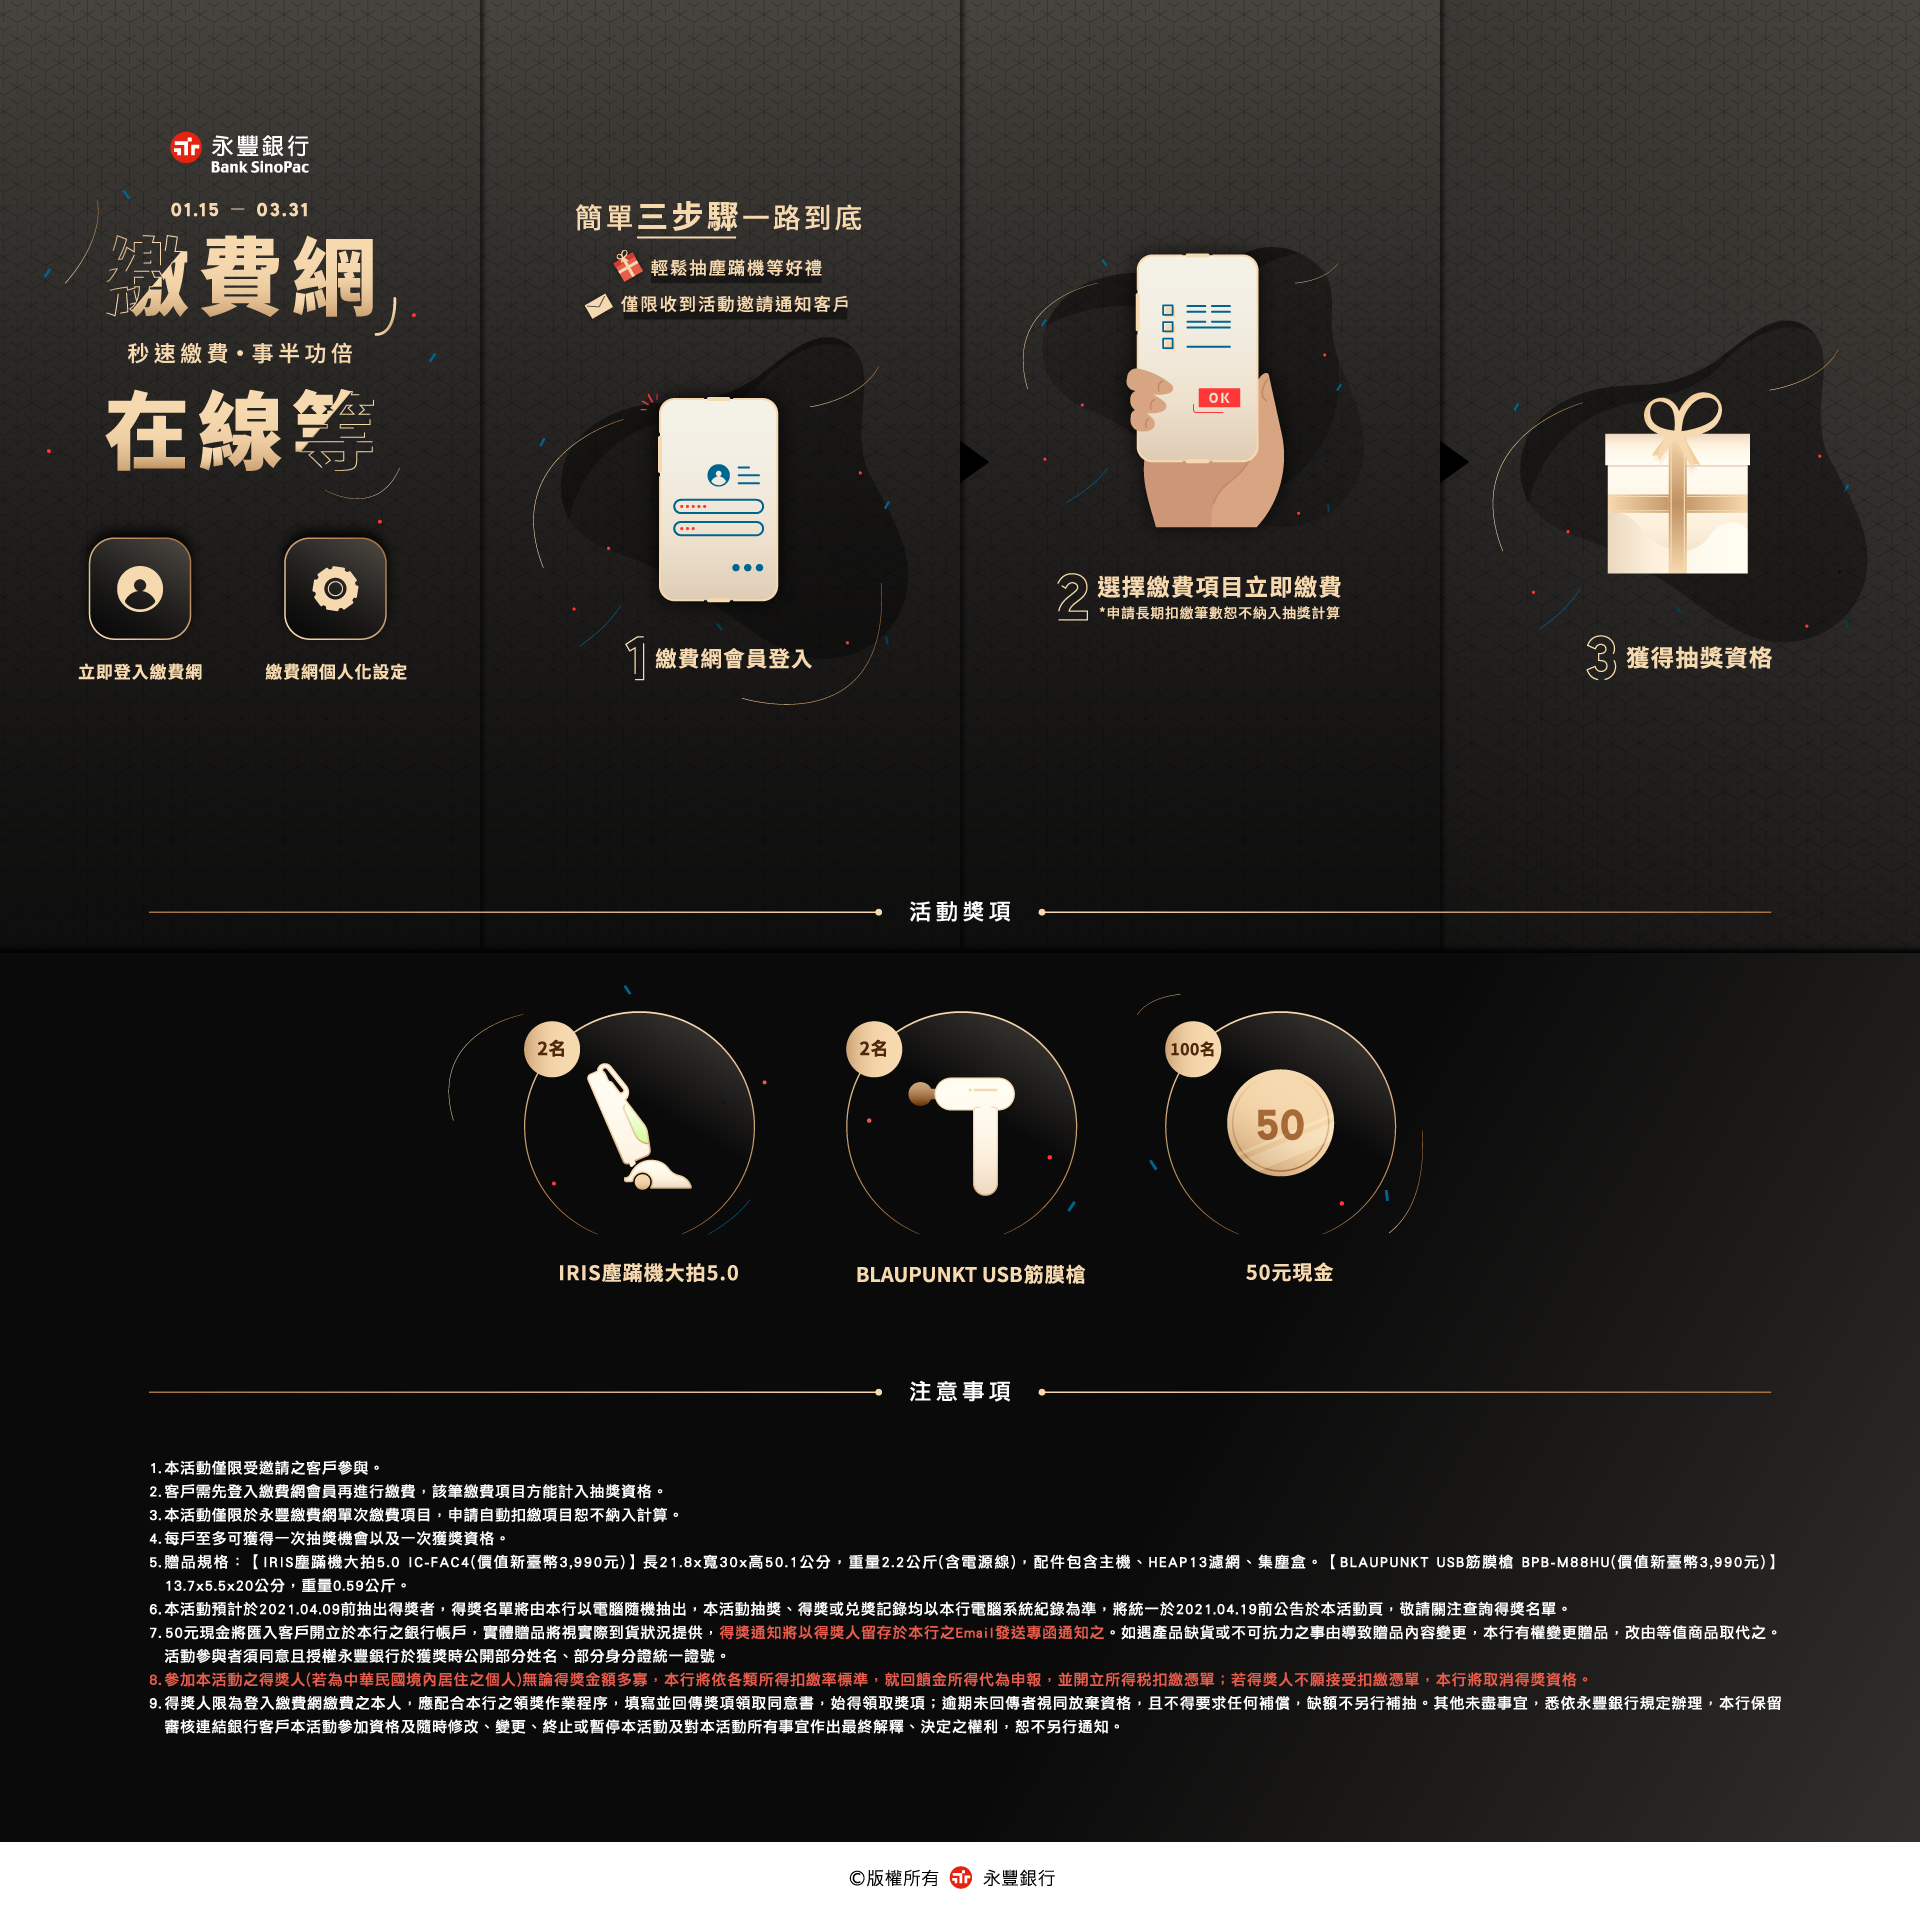 永豐銀行
Bank SinoPac
01.15 — 03.31
繳費網
秒速繳費•事半功倍
在線等
立即登入繳費網
繳費網個人化設定
簡單三步驟一路到底
輕鬆抽塵蹣機等好禮
僅限收到活動邀請通知客戶
1 繳費網會員登入
OK
2 選擇繳費項目立即繳費
*申請長期扣繳筆數恕不納入抽獎計算
3 獲得抽獎資格
活動獎項
2名
2名
100名
50
IRIS塵蹣機大拍5.0
BLAUPUNKT USB筋膜槍
50元現金
注意事項
1.本活動僅限受邀請之客戶參與。
2.客戶需先登入繳費網會員再進行繳費，該筆繳費項目方能計入抽獎資格。
3.本活動僅限於永豐繳費網單次繳費項目，申請自動扣繳項目恕不納入計算。
4.每戶至多可獲得一次抽獎機會以及一次獲獎資格。
5.贈品規格：【IRIS塵蹣機大拍5.0 IC-FAC4(價值新臺幣3,990元)】長21.8x寬30x高50.1公分，重量2.2公斤(含電源線)，配件包含主機、HEAP13濾網、集塵盒。【BLAUPUNKT USB筋膜槍 BPB-M88HU(價值新臺幣3,990元)】
13.7x5.5x20公分，重量0.59公斤。
6.本活動預計於2021.04.09前抽出得獎者，得獎名單將由本行以電腦隨機抽出，本活動抽獎、得獎或兌獎記錄均以本行電腦系統紀錄為準，將統一於2021.04.19前公告於本活動頁，敬請關注查詢得獎名單。
7.50元現金將匯入客戶開立於本行之銀行帳戶，實體贈品將視實際到貨狀況提供，得獎通知將以得獎人留存於本行之Email發送專函通知之。如遇產品缺貨或不可抗力之事由導致贈品內容變更，本行有權變更贈品，改由等值商品取代之。
活動參與者須同意且授權永豐銀行於獲獎時公開部分姓名、部分身分證統一證號。
8.參加本活動之得獎人(若為中華民國境內居住之個人)無論得獎金額多寡，本行將依各類所得扣繳率標準，就回饋金所得代為申報，並開立所得稅扣繳憑單；若得獎人不願接受扣繳憑單，本行將取消得獎資格。
9.得獎人限為登入繳費網繳費之本人，應配合本行之領獎作業程序，填寫並回傳獎項領取同意書，始得領取獎項；逾期未回傳者視同放棄資格，且不得要求任何補償，缺額不另行補抽。其他未盡事宜，悉依永豐銀行規定辦理，本行保留
審核連結銀行客戶本活動參加資格及隨時修改、變更、終止或暫停本活動及對本活動所有事宜作出最終解釋、決定之權利，恕不另行通知。
©版權所有 永豐銀行